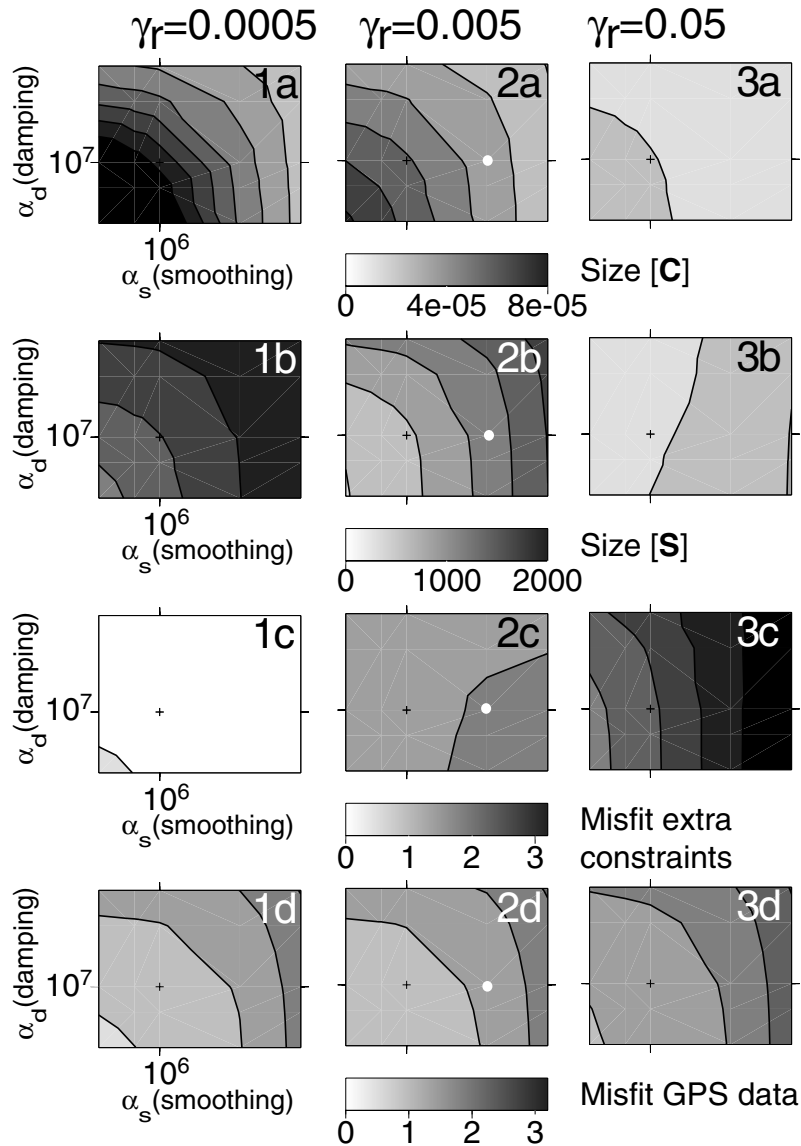 γr=0.0005 γr=0.005 γr=0.05
1a 2a 3a
αd(damping)
10^7
10^6
αs(smoothing)
0 4e-05 8e-05
Size [C]
1b 2b 3b
αd(damping)
10^7
10^6
αs(smoothing)
0 1000 2000
Size [S]
1c 2c 3c
αd(damping)
10^7
10^6
αs(smoothing)
0 1 2 3
Misfit extra
constraints
1d 2d 3d
αd(damping)
10^7
10^6
αs(smoothing)
0 1 2 3
Misfit GPS data